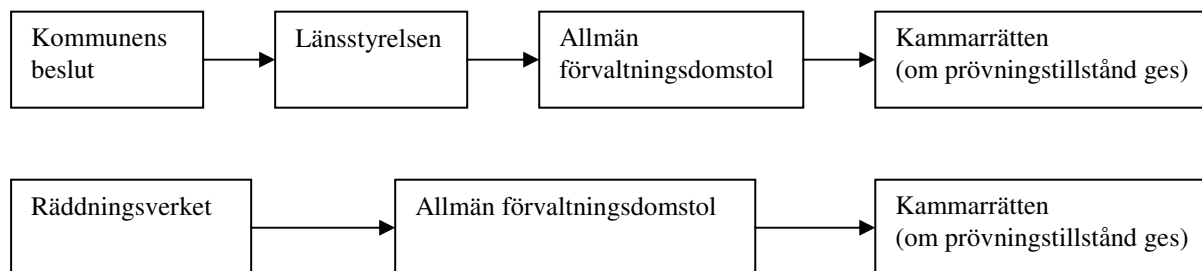 Kommunens
beslut
Länsstyrelsen
Allmän
förvaltningsdomstol
Kammarrätten
(om prövningstillstånd ges)
Räddningsverket
Allmän förvaltningsdomstol
Kammarrätten
(om prövningstillstånd ges)